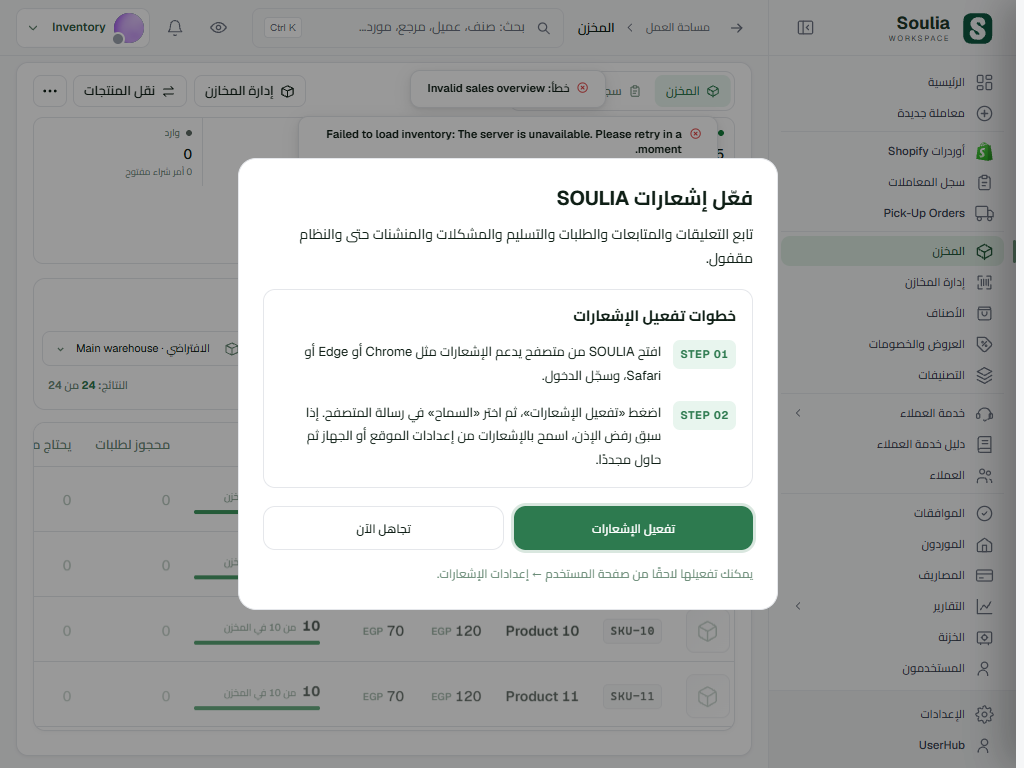 Soulia
WORKSPACE
الرئيسية
معاملة جديدة
أوردرات Shopify
سجل المعاملات
Pick-Up Orders
المخزن
إدارة المخازن
الأصناف
العروض والخصومات
التصنيفات
خدمة العملاء
دليل خدمة العملاء
العملاء
الموافقات
الموردون
المصاريف
التقارير
الخزنة
المستخدمون
الإعدادات
UserHub
مساحة العمل
المخزن
بحث: صنف، عميل، مرجع، مورد...
Ctrl K
Inventory
المخزن
إدارة المخازن
نقل المنتجات
خطأ: Invalid sales overview
Failed to load inventory: The server is unavailable. Please retry in a
moment.
وارد
0
0 أمر شراء مفتوح
فعّل إشعارات SOULIA
تابع التعليقات والمتابعات والطلبات والتسليم والمشكلات والمنشنات حتى والنظام
مقفول.
خطوات تفعيل الإشعارات
STEP 01
افتح SOULIA من متصفح يدعم الإشعارات مثل Chrome أو Edge أو
Safari، وسجّل الدخول.
STEP 02
اضغط «تفعيل الإشعارات»، ثم اختر «السماح» في رسالة المتصفح. إذا
سبق رفض الإذن، اسمح بالإشعارات من إعدادات الموقع أو الجهاز ثم
حاول مجددًا.
تفعيل الإشعارات
تجاهل الآن
يمكنك تفعيلها لاحقًا من صفحة المستخدم ← إعدادات الإشعارات.
Main warehouse · الافتراضي
النتائج: 24 من 24
محجوز لطلبات
يحتاج
0
0
0
0
SKU-10
Product 10
120 EGP
70 EGP
10 من 10 في المخزن
0
0
SKU-11
Product 11
120 EGP
70 EGP
10 من 10 في المخزن
0
0